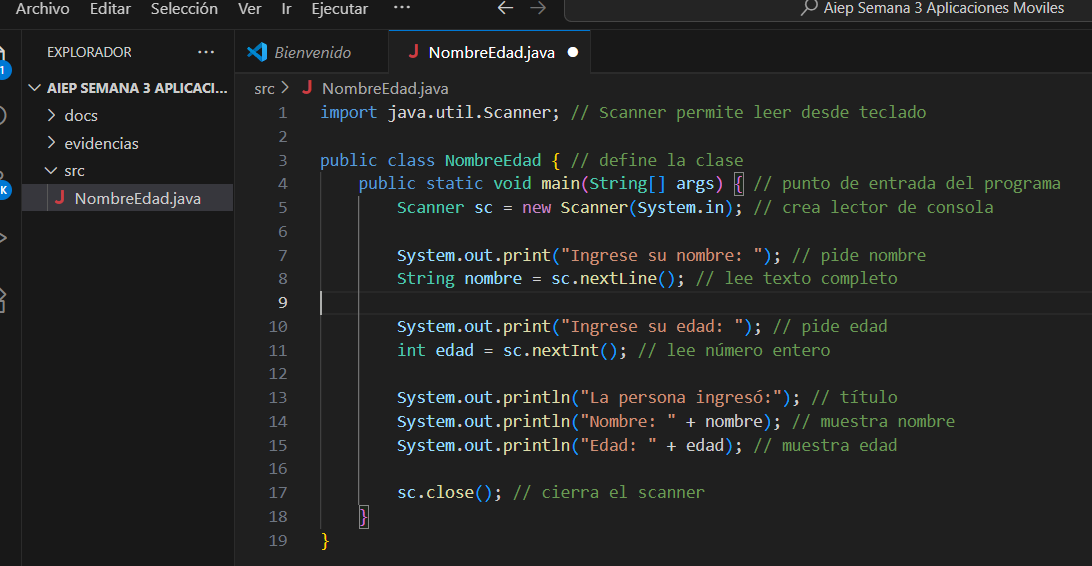 Archivo Editar Selección Ver Ir Ejecutar ··· Aiep Semana 3 Aplicaciones Moviles
EXPLORADOR ···
Bienvenido
J NombreEdad.java
AIEP SEMANA 3 APLICACI...
docs
evidencias
src
J NombreEdad.java
1
K
src > J NombreEdad.java
1 import java.util.Scanner; // Scanner permite leer desde teclado
2
3 public class NombreEdad { // define la clase
4 public static void main(String[] args) { // punto de entrada del programa
5 Scanner sc = new Scanner(System.in); // crea lector de consola
6
7 System.out.print("Ingrese su nombre: "); // pide nombre
8 String nombre = sc.nextLine(); // lee texto completo
9
10 System.out.print("Ingrese su edad: "); // pide edad
11 int edad = sc.nextInt(); // lee número entero
12
13 System.out.println("La persona ingresó:"); // título
14 System.out.println("Nombre: " + nombre); // muestra nombre
15 System.out.println("Edad: " + edad); // muestra edad
16
17 sc.close(); // cierra el scanner
18 }
19 }